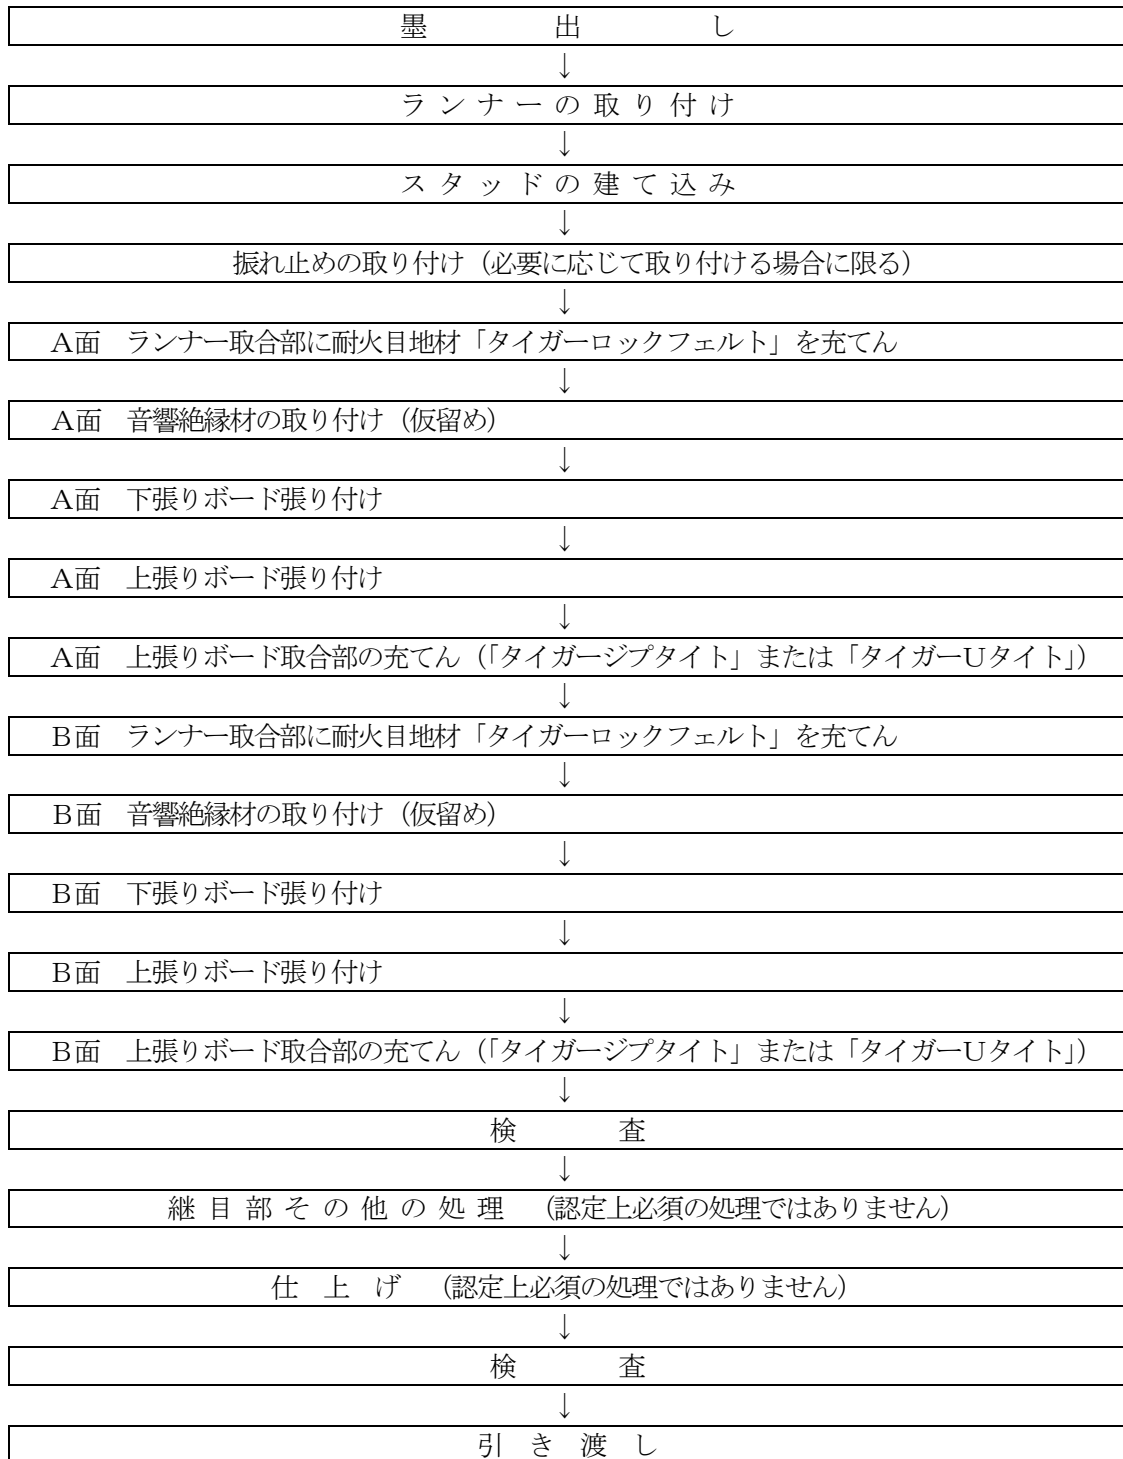 墨出し
↓
ランナーの取り付け
↓
スタッドの建て込み
↓
振れ止めの取り付け（必要に応じて取り付ける場合に限る）
↓
A面　ランナー取合部に耐火目地材「タイガーロックフェルト」を充てん
↓
A面　音響絶縁材の取り付け（仮留め）
↓
A面　下張りボード張り付け
↓
A面　上張りボード張り付け
↓
A面　上張りボード取合部の充てん（「タイガージプタイト」または「タイガーUタイト」）
↓
B面　ランナー取合部に耐火目地材「タイガーロックフェルト」を充てん
↓
B面　音響絶縁材の取り付け（仮留め）
↓
B面　下張りボード張り付け
↓
B面　上張りボード張り付け
↓
B面　上張りボード取合部の充てん（「タイガージプタイト」または「タイガーUタイト」）
↓
検査
↓
継目部その他の処理　（認定上必須の処理ではありません）
↓
仕上げ　（認定上必須の処理ではありません）
↓
検査
↓
引き渡し